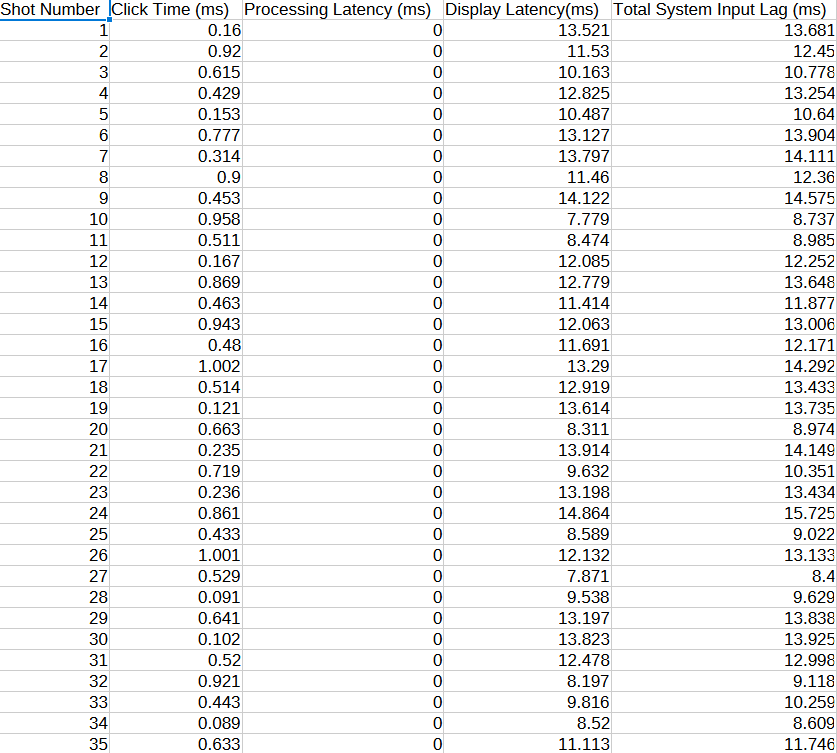 Shot Number Click Time (ms) Processing Latency (ms) Display Latency(ms) Total System Input Lag (ms)
1 0.16 0 13.521 13.681
2 0.92 0 11.53 12.45
3 0.615 0 10.163 10.778
4 0.429 0 12.825 13.254
5 0.153 0 10.487 10.64
6 0.777 0 13.127 13.904
7 0.314 0 13.797 14.111
8 0.9 0 11.46 12.36
9 0.453 0 14.122 14.575
10 0.958 0 7.779 8.737
11 0.511 0 8.474 8.985
12 0.167 0 12.085 12.252
13 0.869 0 12.779 13.648
14 0.463 0 11.414 11.877
15 0.943 0 12.063 13.006
16 0.48 0 11.691 12.171
17 1.002 0 13.29 14.292
18 0.514 0 12.919 13.433
19 0.121 0 13.614 13.735
20 0.663 0 8.311 8.974
21 0.235 0 13.914 14.149
22 0.719 0 9.632 10.351
23 0.236 0 13.198 13.434
24 0.861 0 14.864 15.725
25 0.433 0 8.589 9.022
26 1.001 0 12.132 13.133
27 0.529 0 7.871 8.4
28 0.091 0 9.538 9.629
29 0.641 0 13.197 13.838
30 0.102 0 13.823 13.925
31 0.52 0 12.478 12.998
32 0.921 0 8.197 9.118
33 0.443 0 9.816 10.259
34 0.089 0 8.52 8.609
35 0.633 0 11.113 11.746